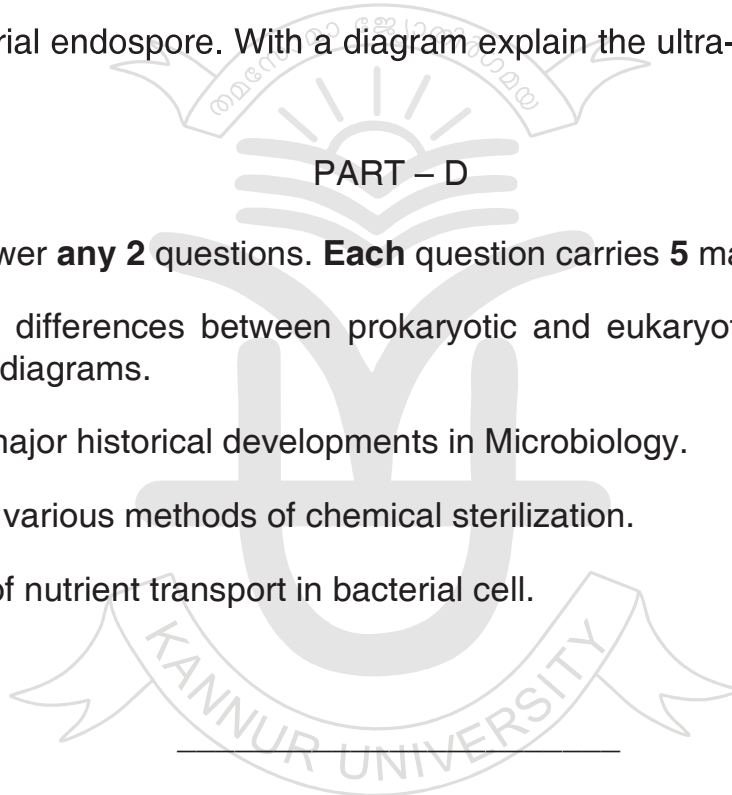 rial endospore. With a diagram explain the ultra-
PART – D
wer any 2 questions. Each question carries 5 ma
differences between prokaryotic and eukaryot
diagrams.
major historical developments in Microbiology.
various methods of chemical sterilization.
of nutrient transport in bacterial cell.
KANNUR UNIVERSITY